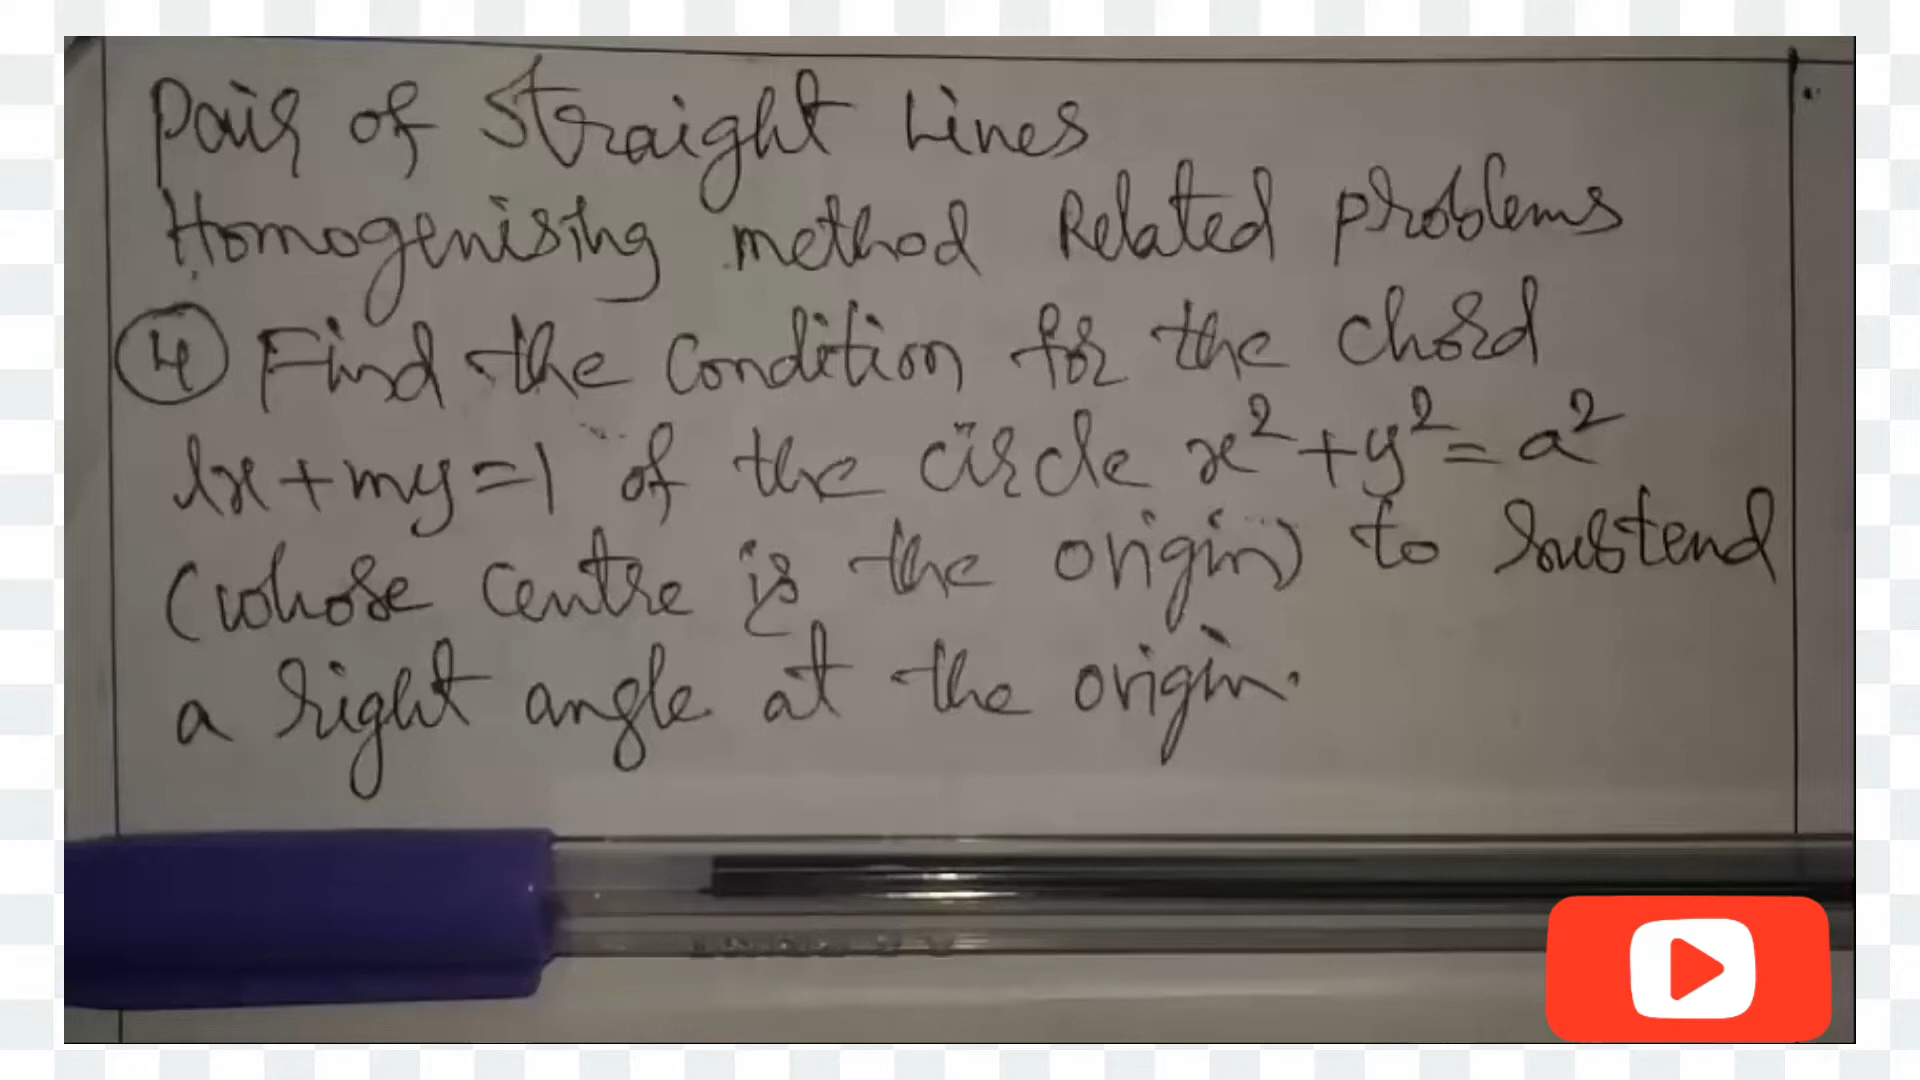 Pair of Straight Lines
Homogenising method Related problems
④ Find the Condition for the chord
lx+my=1 of the circle x²+y²=a²
(whose centre is the origin) to subtend
a right angle at the origin.